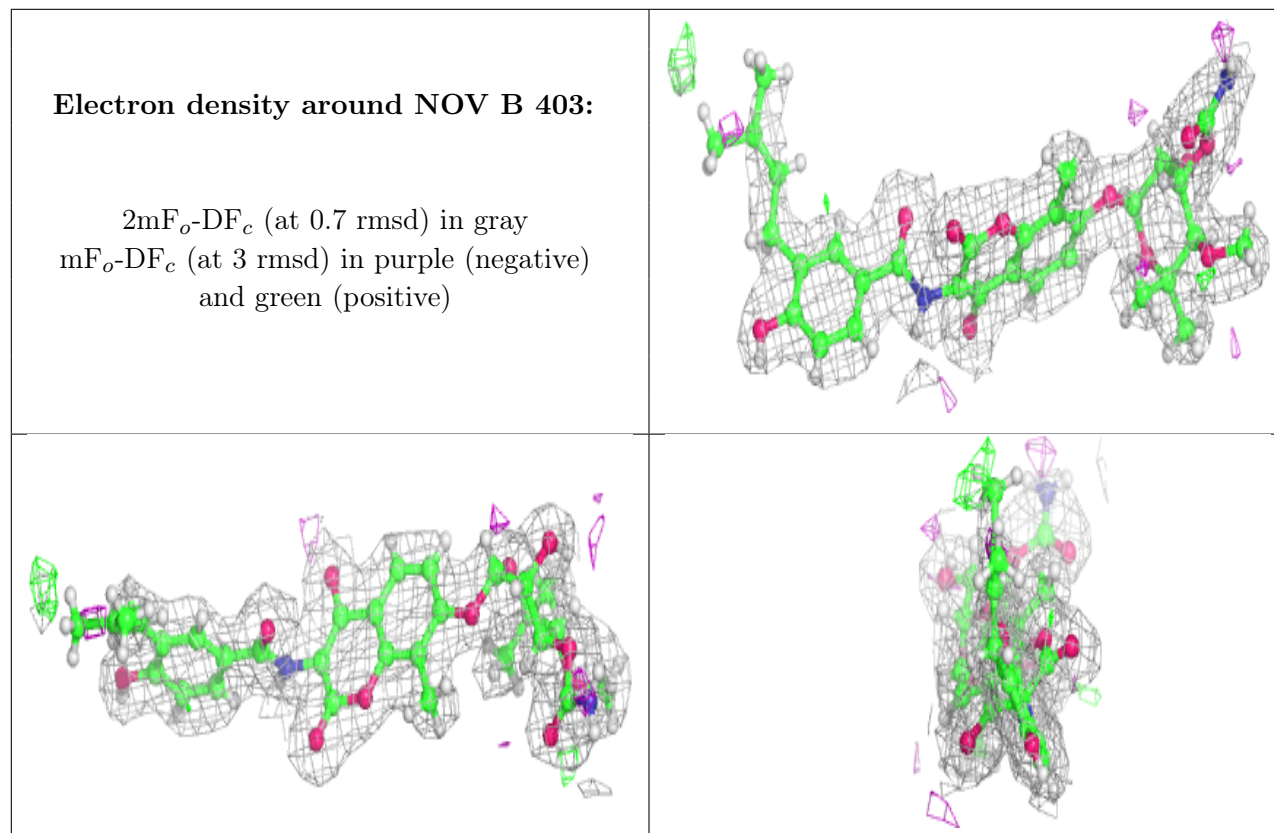 Electron density around NOV B 403:
2mFₒ-DF𝒸 (at 0.7 rmsd) in gray
mFₒ-DF𝒸 (at 3 rmsd) in purple (negative)
and green (positive)